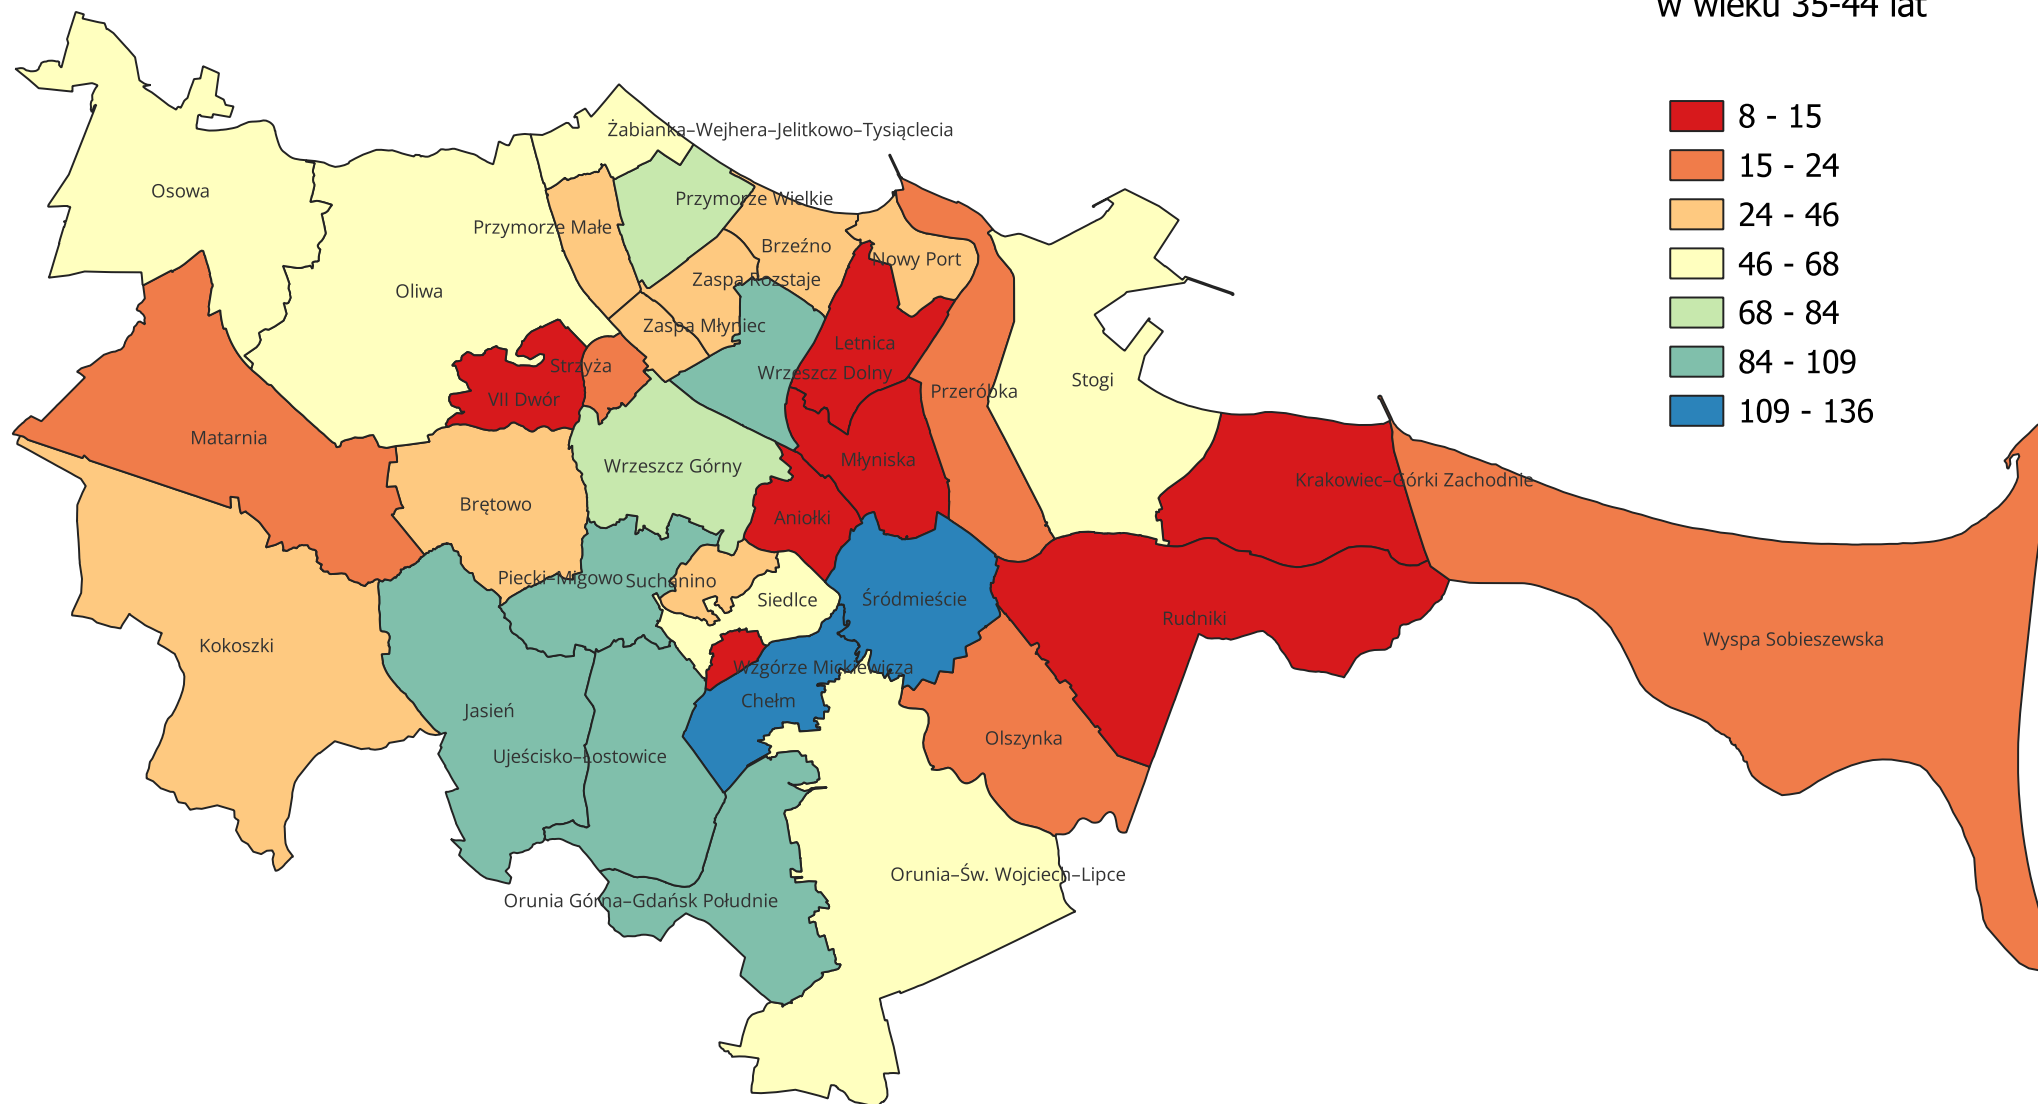 w wieku 35-44 lat
8 - 15
15 - 24
24 - 46
46 - 68
68 - 84
84 - 109
109 - 136
Żabianka–Wejhera–Jelitkowo–Tysiąclecia
Osowa
Przymorze Wielkie
Przymorze Małe
Brzeźno
Nowy Port
Zaspa Rozstaje
Oliwa
Zaspa Młyniec
Letnica
Strzyża
Wrzeszcz Dolny
Stogi
Przeróbka
VII Dwór
Matarnia
Młyniska
Wrzeszcz Górny
Krakowiec–Górki Zachodnie
Brętowo
Aniołki
Piecki–Migowo
Suchanino
Siedlce
Śródmieście
Rudniki
Wyspa Sobieszewska
Kokoszki
Wzgórze Mickiewicza
Chełm
Jasień
Olszynka
Ujeścisko–Łostowice
Orunia–Św. Wojciech–Lipce
Orunia Górna–Gdańsk Południe